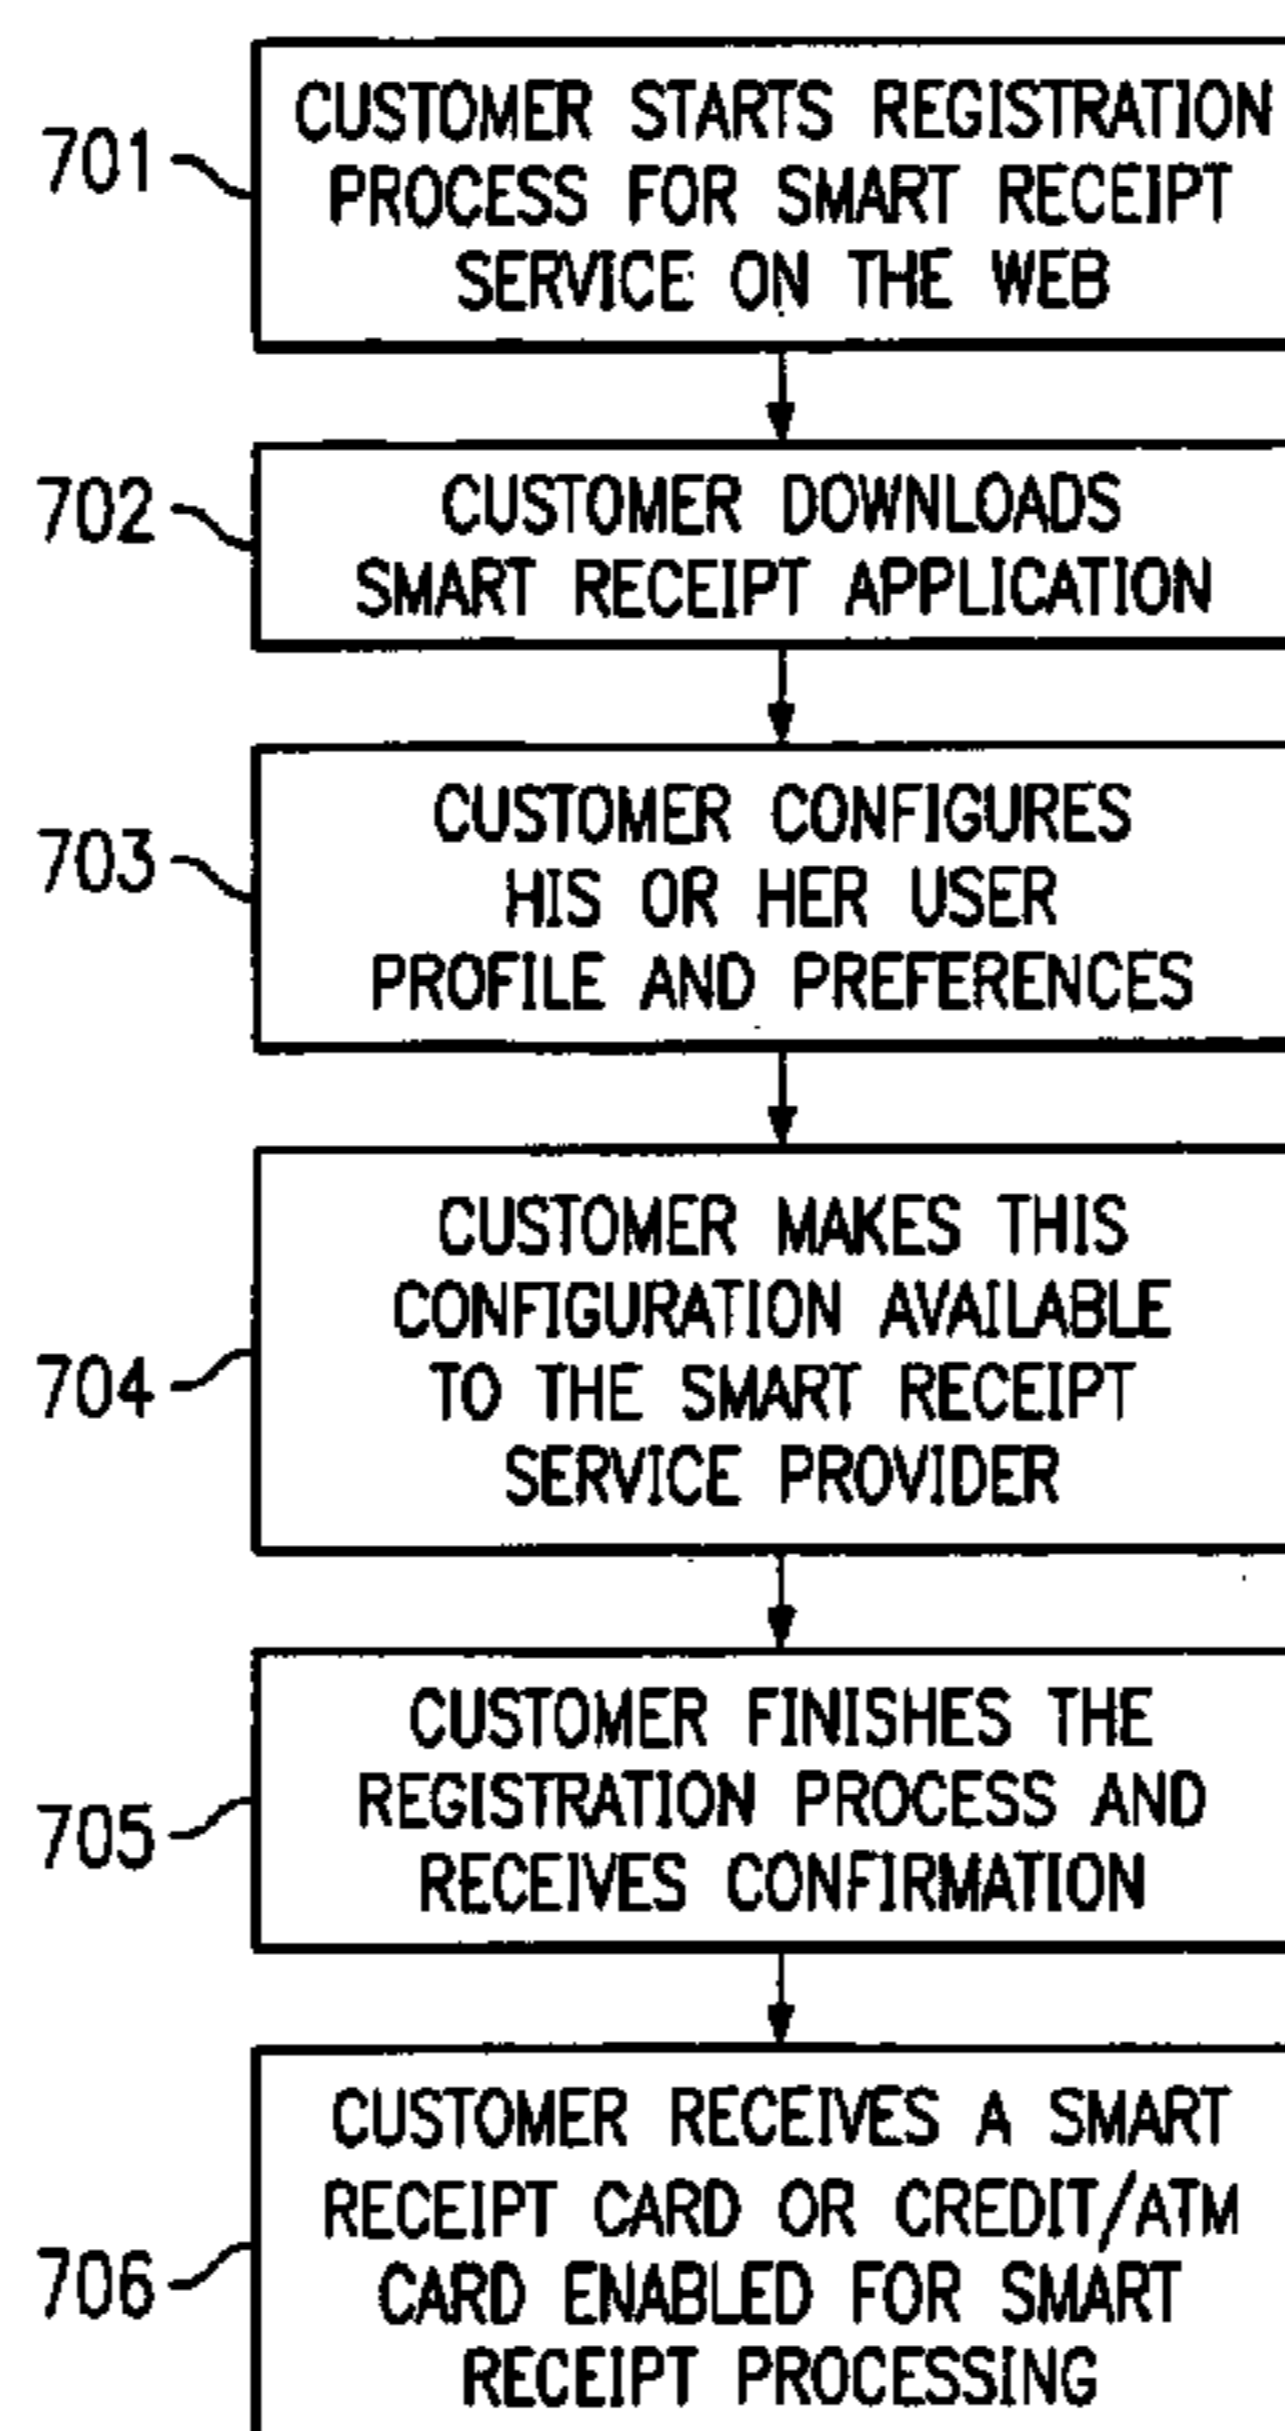 701
CUSTOMER STARTS REGISTRATION
PROCESS FOR SMART RECEIPT
SERVICE ON THE WEB
702
CUSTOMER DOWNLOADS
SMART RECEIPT APPLICATION
703
CUSTOMER CONFIGURES
HIS OR HER USER
PROFILE AND PREFERENCES
704
CUSTOMER MAKES THIS
CONFIGURATION AVAILABLE
TO THE SMART RECEIPT
SERVICE PROVIDER
705
CUSTOMER FINISHES THE
REGISTRATION PROCESS AND
RECEIVES CONFIRMATION
706
CUSTOMER RECEIVES A SMART
RECEIPT CARD OR CREDIT/ATM
CARD ENABLED FOR SMART
RECEIPT PROCESSING